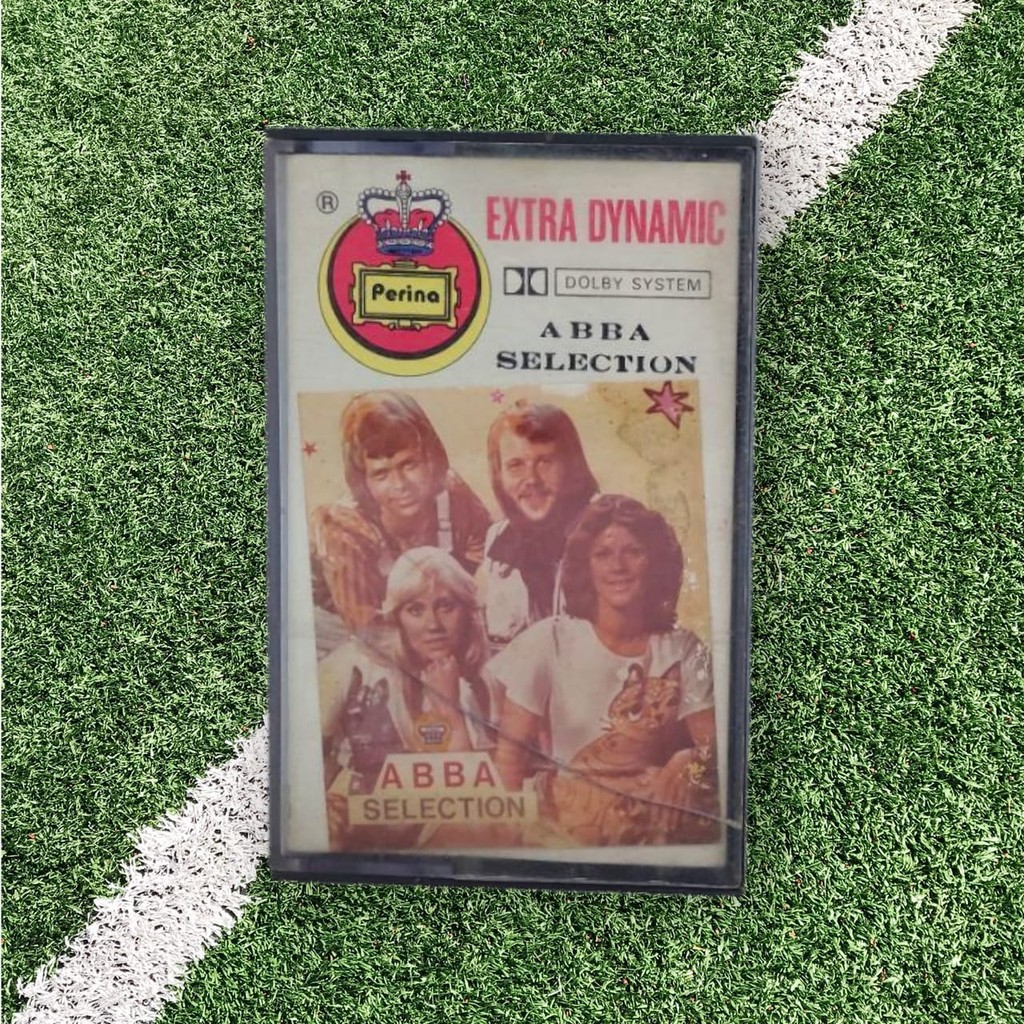 ®
Perina
EXTRA DYNAMIC
DOLBY SYSTEM
ABBA
SELECTION
ABBA
SELECTION